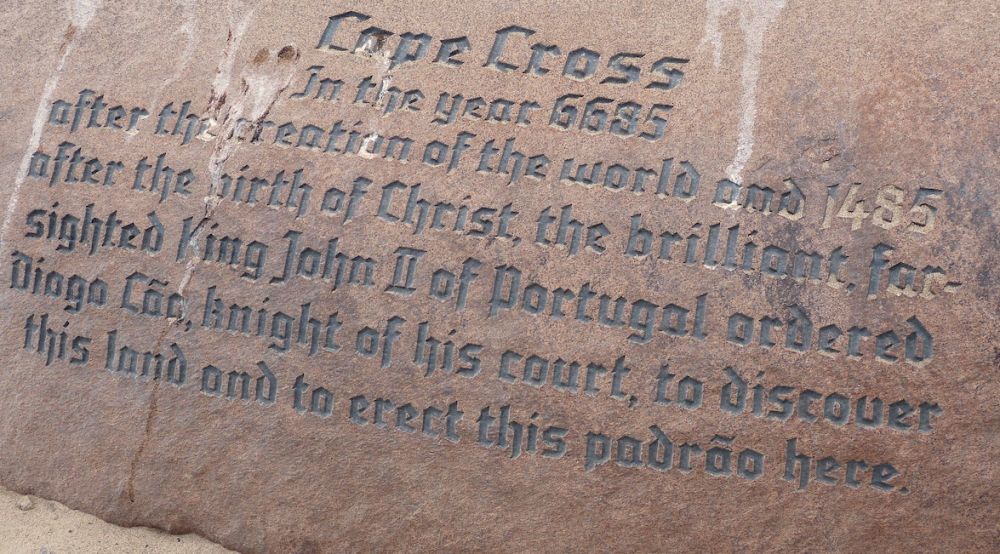 Cape Cross
In the year 6685
after the creation of the world and 1485
after the birth of Christ, the brilliant, far-
sighted King John II of Portugal ordered
Diogo Cão, knight of his court, to discover
this land and to erect this padrão here.